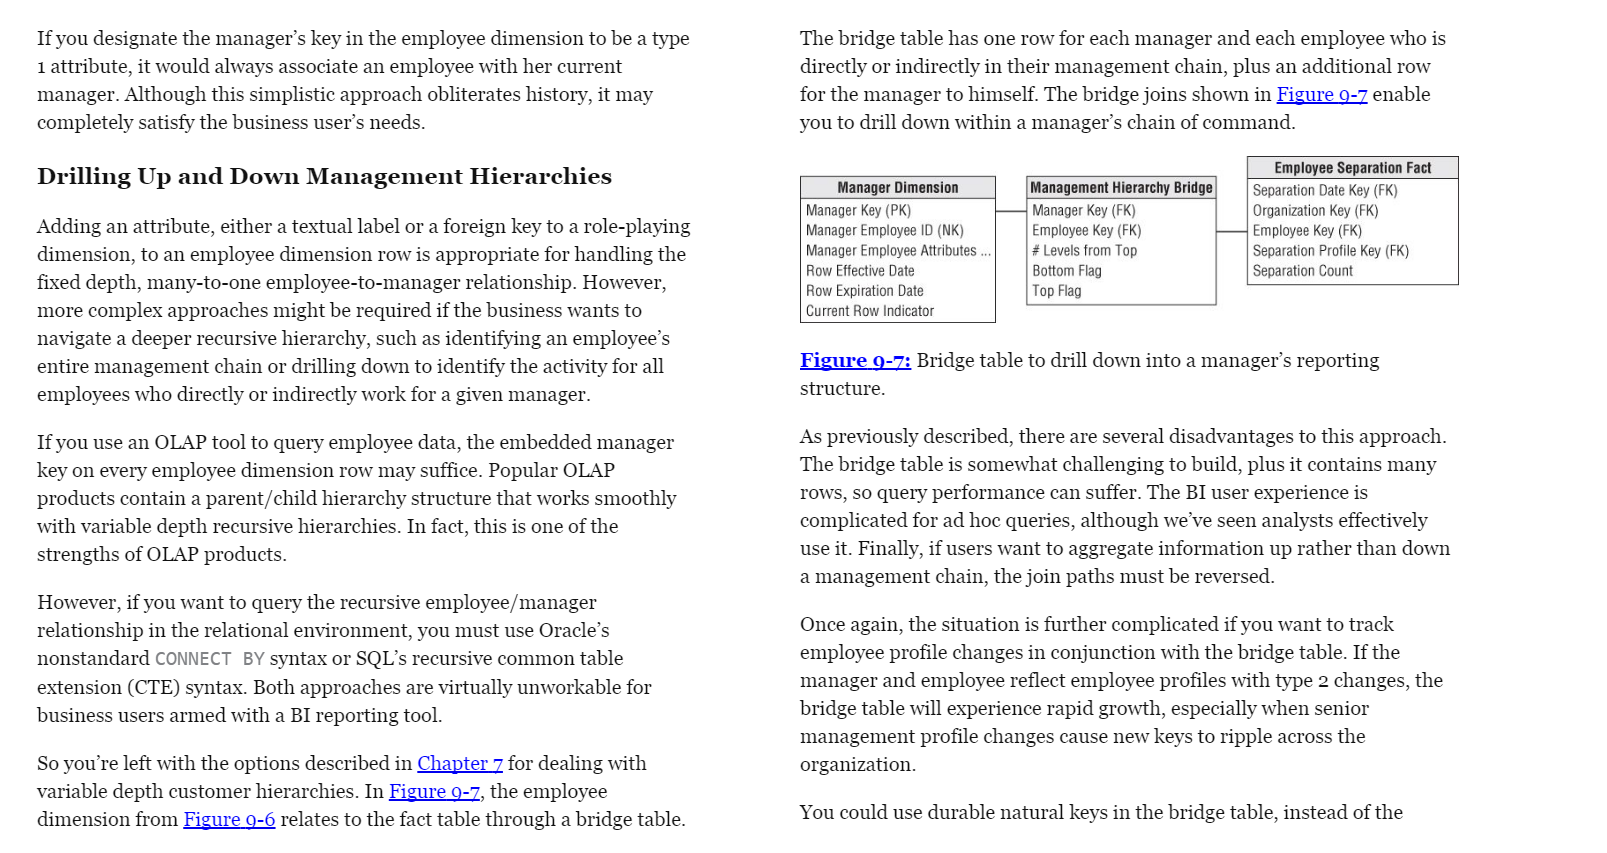 If you designate the manager’s key in the employee dimension to be a type
1 attribute, it would always associate an employee with her current
manager. Although this simplistic approach obliterates history, it may
completely satisfy the business user’s needs.
Drilling Up and Down Management Hierarchies
Adding an attribute, either a textual label or a foreign key to a role-playing
dimension, to an employee dimension row is appropriate for handling the
fixed depth, many-to-one employee-to-manager relationship. However,
more complex approaches might be required if the business wants to
navigate a deeper recursive hierarchy, such as identifying an employee’s
entire management chain or drilling down to identify the activity for all
employees who directly or indirectly work for a given manager.
If you use an OLAP tool to query employee data, the embedded manager
key on every employee dimension row may suffice. Popular OLAP
products contain a parent/child hierarchy structure that works smoothly
with variable depth recursive hierarchies. In fact, this is one of the
strengths of OLAP products.
However, if you want to query the recursive employee/manager
relationship in the relational environment, you must use Oracle’s
nonstandard CONNECT BY syntax or SQL’s recursive common table
extension (CTE) syntax. Both approaches are virtually unworkable for
business users armed with a BI reporting tool.
So you’re left with the options described in Chapter 7 for dealing with
variable depth customer hierarchies. In Figure 9-7, the employee
dimension from Figure 9-6 relates to the fact table through a bridge table.
The bridge table has one row for each manager and each employee who is
directly or indirectly in their management chain, plus an additional row
for the manager to himself. The bridge joins shown in Figure 9-7 enable
you to drill down within a manager’s chain of command.
Manager Dimension
Manager Key (PK)
Manager Employee ID (NK)
Manager Employee Attributes ...
Row Effective Date
Row Expiration Date
Current Row Indicator
Management Hierarchy Bridge
Manager Key (FK)
Employee Key (FK)
# Levels from Top
Bottom Flag
Top Flag
Employee Separation Fact
Separation Date Key (FK)
Organization Key (FK)
Employee Key (FK)
Separation Profile Key (FK)
Separation Count
Figure 9-7: Bridge table to drill down into a manager’s reporting
structure.
As previously described, there are several disadvantages to this approach.
The bridge table is somewhat challenging to build, plus it contains many
rows, so query performance can suffer. The BI user experience is
complicated for ad hoc queries, although we’ve seen analysts effectively
use it. Finally, if users want to aggregate information up rather than down
a management chain, the join paths must be reversed.
Once again, the situation is further complicated if you want to track
employee profile changes in conjunction with the bridge table. If the
manager and employee reflect employee profiles with type 2 changes, the
bridge table will experience rapid growth, especially when senior
management profile changes cause new keys to ripple across the
organization.
You could use durable natural keys in the bridge table, instead of the